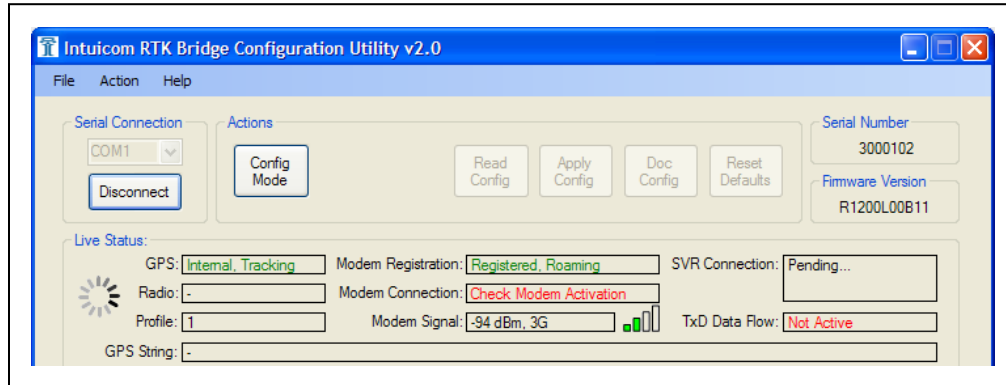 Intuicom RTK Bridge Configuration Utility v2.0
File Action Help
Serial Connection
COM1
Disconnect
Actions
Config
Mode
Read
Config
Apply
Config
Doc
Config
Reset
Defaults
Serial Number
3000102
Firmware Version
R1200L00B11
Live Status:
GPS: Internal, Tracking
Radio: -
Profile: 1
Modem Registration: Registered, Roaming
Modem Connection: Check Modem Activation
Modem Signal: -94 dBm, 3G
SVR Connection: Pending...
TxD Data Flow: Not Active
GPS String: -